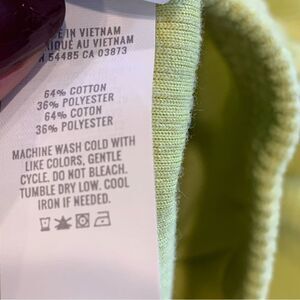 E IN VIETNAM
AIQUÉ AU VIETNAM
54485 CA 03873
64% COTTON
36% POLYESTER
64% COTON
36% POLYESTER
MACHINE WASH COLD WITH
LIKE COLORS, GENTLE
CYCLE. DO NOT BLEACH.
TUMBLE DRY LOW. COOL
IRON IF NEEDED.